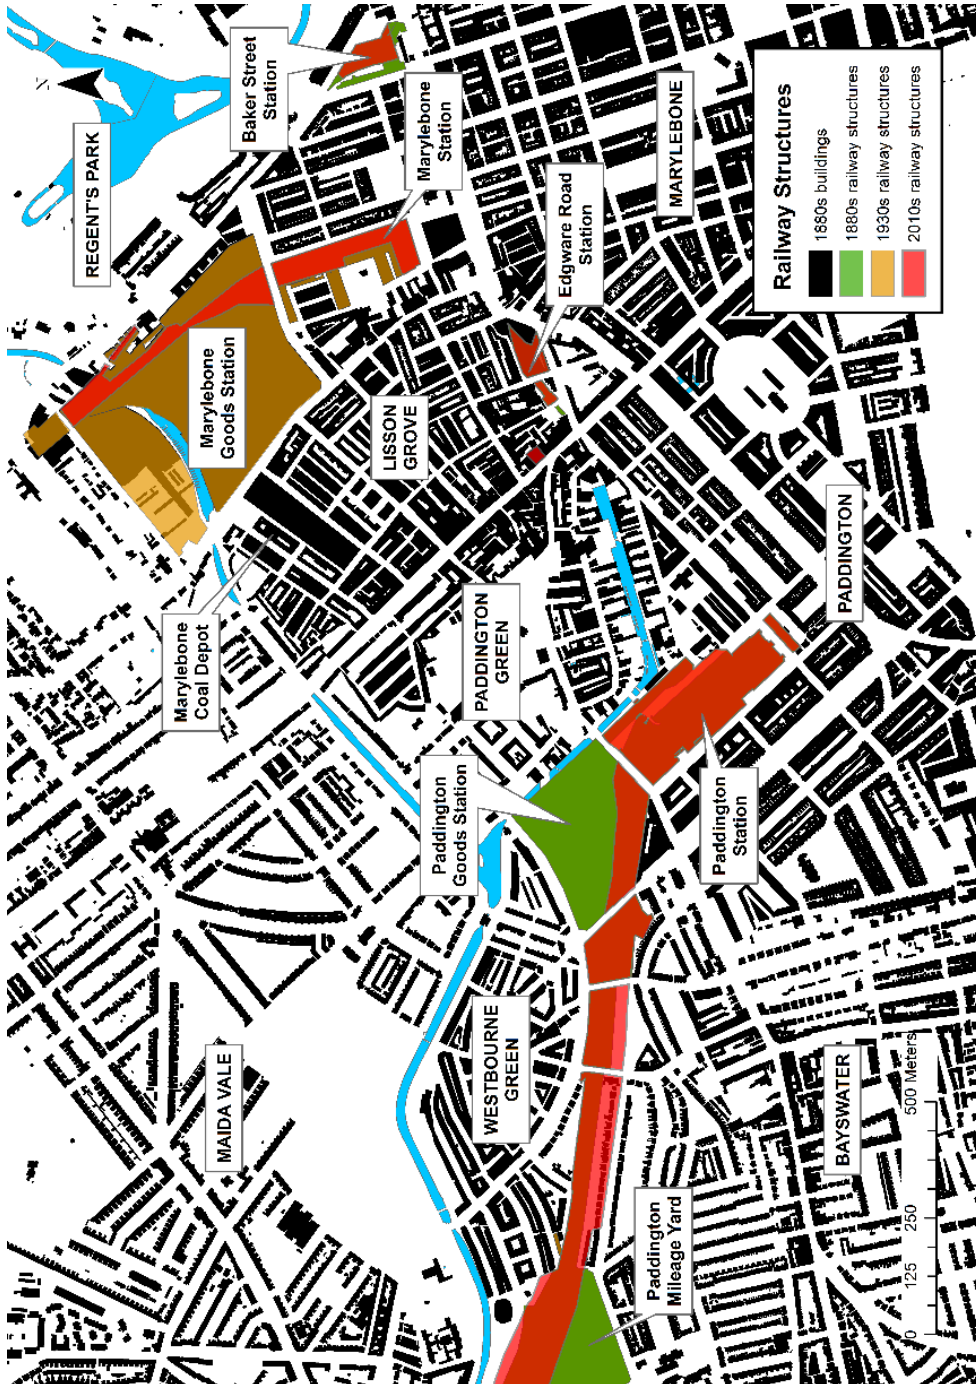 REGENT'S PARK
Baker Street
Station
Marylebone
Station
MARYLEBONE
Edgware Road
Station
Marylebone
Goods Station
LISSON
GROVE
Marylebone
Coal Depot
PADDINGTON
GREEN
PADDINGTON
Paddington
Goods Station
Paddington
Station
MAIDA VALE
WESTBOURNE
GREEN
BAYSWATER
Paddington
Mileage Yard
Railway Structures
1880s buildings
1880s railway structures
1930s railway structures
2010s railway structures
0 125 250 500 Meters